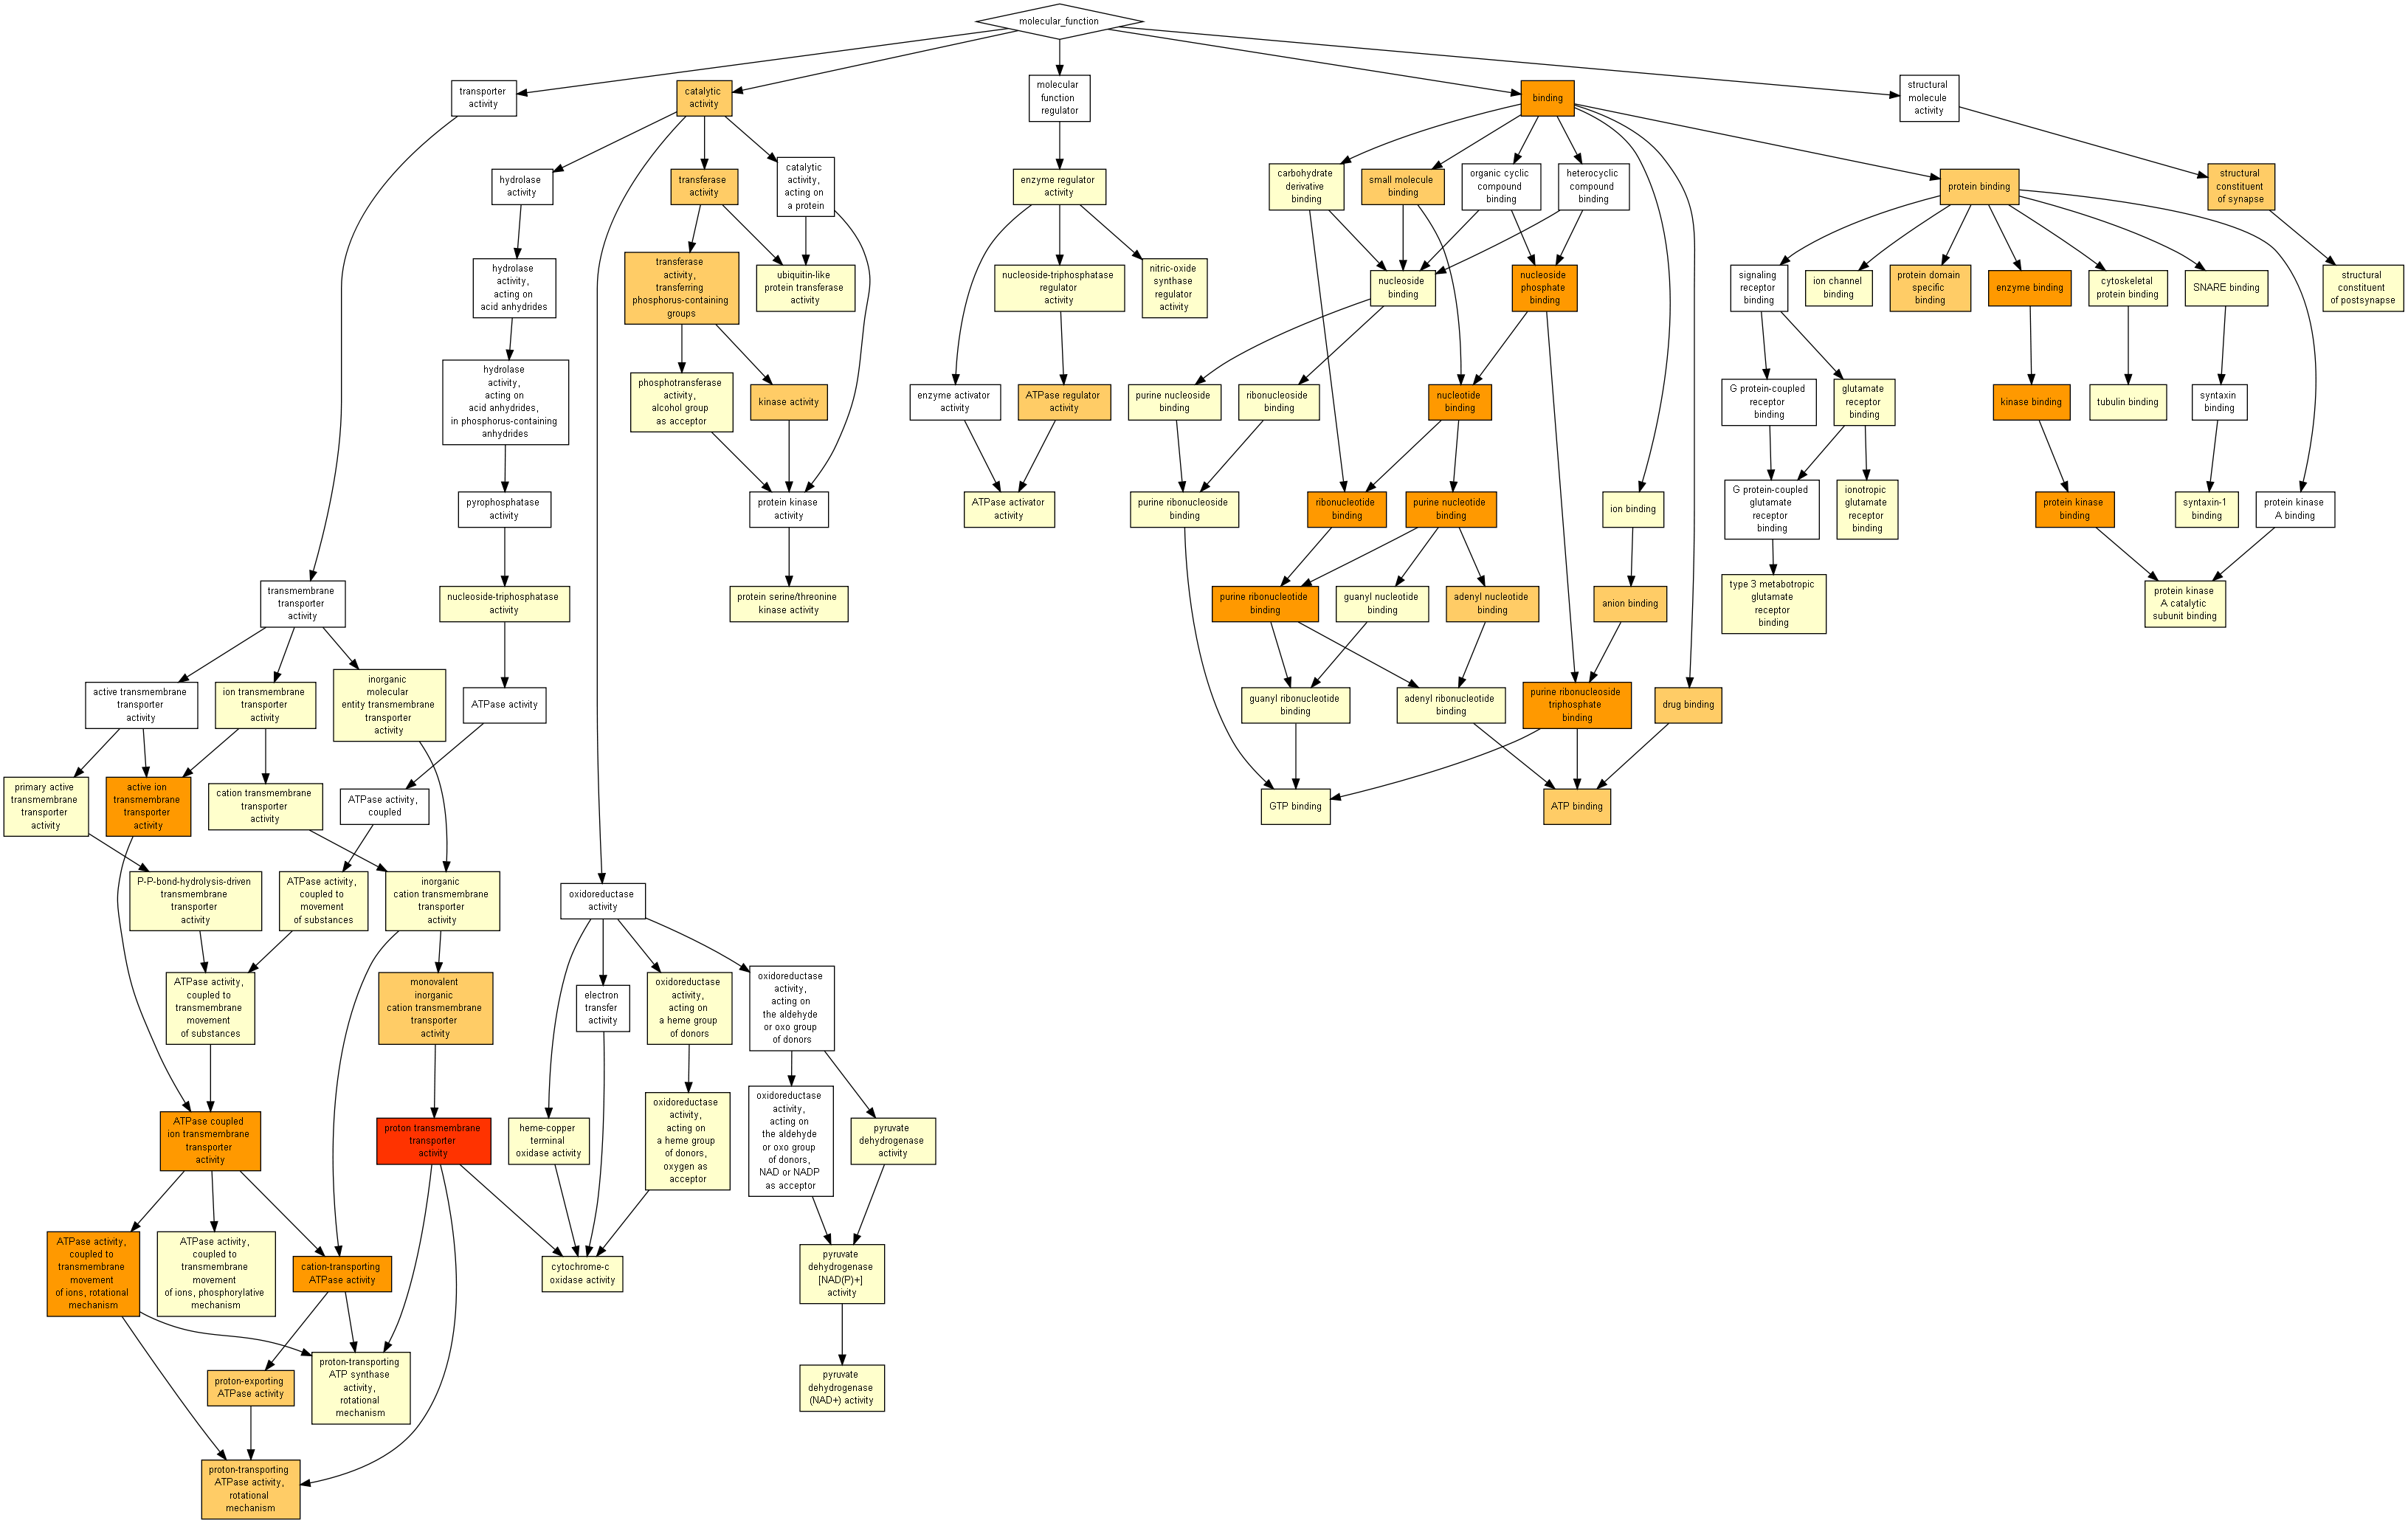 molecular_function
transporter
activity
catalytic
activity
molecular
function
regulator
binding
structural
molecule
activity
hydrolase
activity
transferase
activity
catalytic
activity,
acting on
a protein
enzyme regulator
activity
carbohydrate
derivative
binding
small molecule
binding
organic cyclic
compound
binding
heterocyclic
compound
binding
protein binding
structural
constituent
of synapse
hydrolase
activity,
acting on
acid anhydrides
transferase
activity,
transferring
phosphorus-containing
groups
ubiquitin-like
protein transferase
activity
nucleoside-triphosphatase
regulator
activity
nitric-oxide
synthase
regulator
activity
nucleoside
binding
nucleoside
phosphate
binding
signaling
receptor
binding
ion channel
binding
protein domain
specific
binding
enzyme binding
cytoskeletal
protein binding
SNARE binding
structural
constituent
of postsynapse
hydrolase
activity,
acting on
acid anhydrides,
in phosphorus-containing
anhydrides
phosphotransferase
activity,
alcohol group
as acceptor
kinase activity
enzyme activator
activity
ATPase regulator
activity
purine nucleoside
binding
ribonucleoside
binding
nucleotide
binding
G protein-coupled
receptor
binding
glutamate
receptor
binding
kinase binding
tubulin binding
syntaxin
binding
pyrophosphatase
activity
protein kinase
activity
ATPase activator
activity
purine ribonucleoside
binding
ribonucleotide
binding
purine nucleotide
binding
ion binding
G protein-coupled
glutamate
receptor
binding
ionotropic
glutamate
receptor
binding
protein kinase
binding
syntaxin-1
binding
protein kinase
A binding
transmembrane
transporter
activity
nucleoside-triphosphatase
activity
protein serine/threonine
kinase activity
purine ribonucleotide
binding
guanyl nucleotide
binding
adenyl nucleotide
binding
anion binding
type 3 metabotropic
glutamate
receptor
binding
protein kinase
A catalytic
subunit binding
active transmembrane
transporter
activity
ion transmembrane
transporter
activity
inorganic
molecular
entity transmembrane
transporter
activity
ATPase activity
guanyl ribonucleotide
binding
adenyl ribonucleotide
binding
purine ribonucleoside
triphosphate
binding
drug binding
primary active
transmembrane
transporter
activity
active ion
transmembrane
transporter
activity
cation transmembrane
transporter
activity
ATPase activity,
coupled
GTP binding
ATP binding
P-P-bond-hydrolysis-driven
transmembrane
transporter
activity
ATPase activity,
coupled to
movement
of substances
inorganic
cation transmembrane
transporter
activity
oxidoreductase
activity
ATPase activity,
coupled to
transmembrane
movement
of substances
monovalent
inorganic
cation transmembrane
transporter
activity
electron
transfer
activity
oxidoreductase
activity,
acting on
a heme group
of donors
oxidoreductase
activity,
acting on
the aldehyde
or oxo group
of donors
ATPase coupled
ion transmembrane
transporter
activity
proton transmembrane
transporter
activity
heme-copper
terminal
oxidase activity
oxidoreductase
activity,
acting on
a heme group
of donors,
oxygen as
acceptor
oxidoreductase
activity,
acting on
the aldehyde
or oxo group
of donors,
NAD or NADP
as acceptor
pyruvate
dehydrogenase
activity
ATPase activity,
coupled to
transmembrane
movement
of ions, rotational
mechanism
ATPase activity,
coupled to
transmembrane
movement
of ions, phosphorylative
mechanism
cation-transporting
ATPase activity
cytochrome-c
oxidase activity
pyruvate
dehydrogenase
[NAD(P)+]
activity
proton-exporting
ATPase activity
proton-transporting
ATP synthase
activity,
rotational
mechanism
pyruvate
dehydrogenase
(NAD+) activity
proton-transporting
ATPase activity,
rotational
mechanism